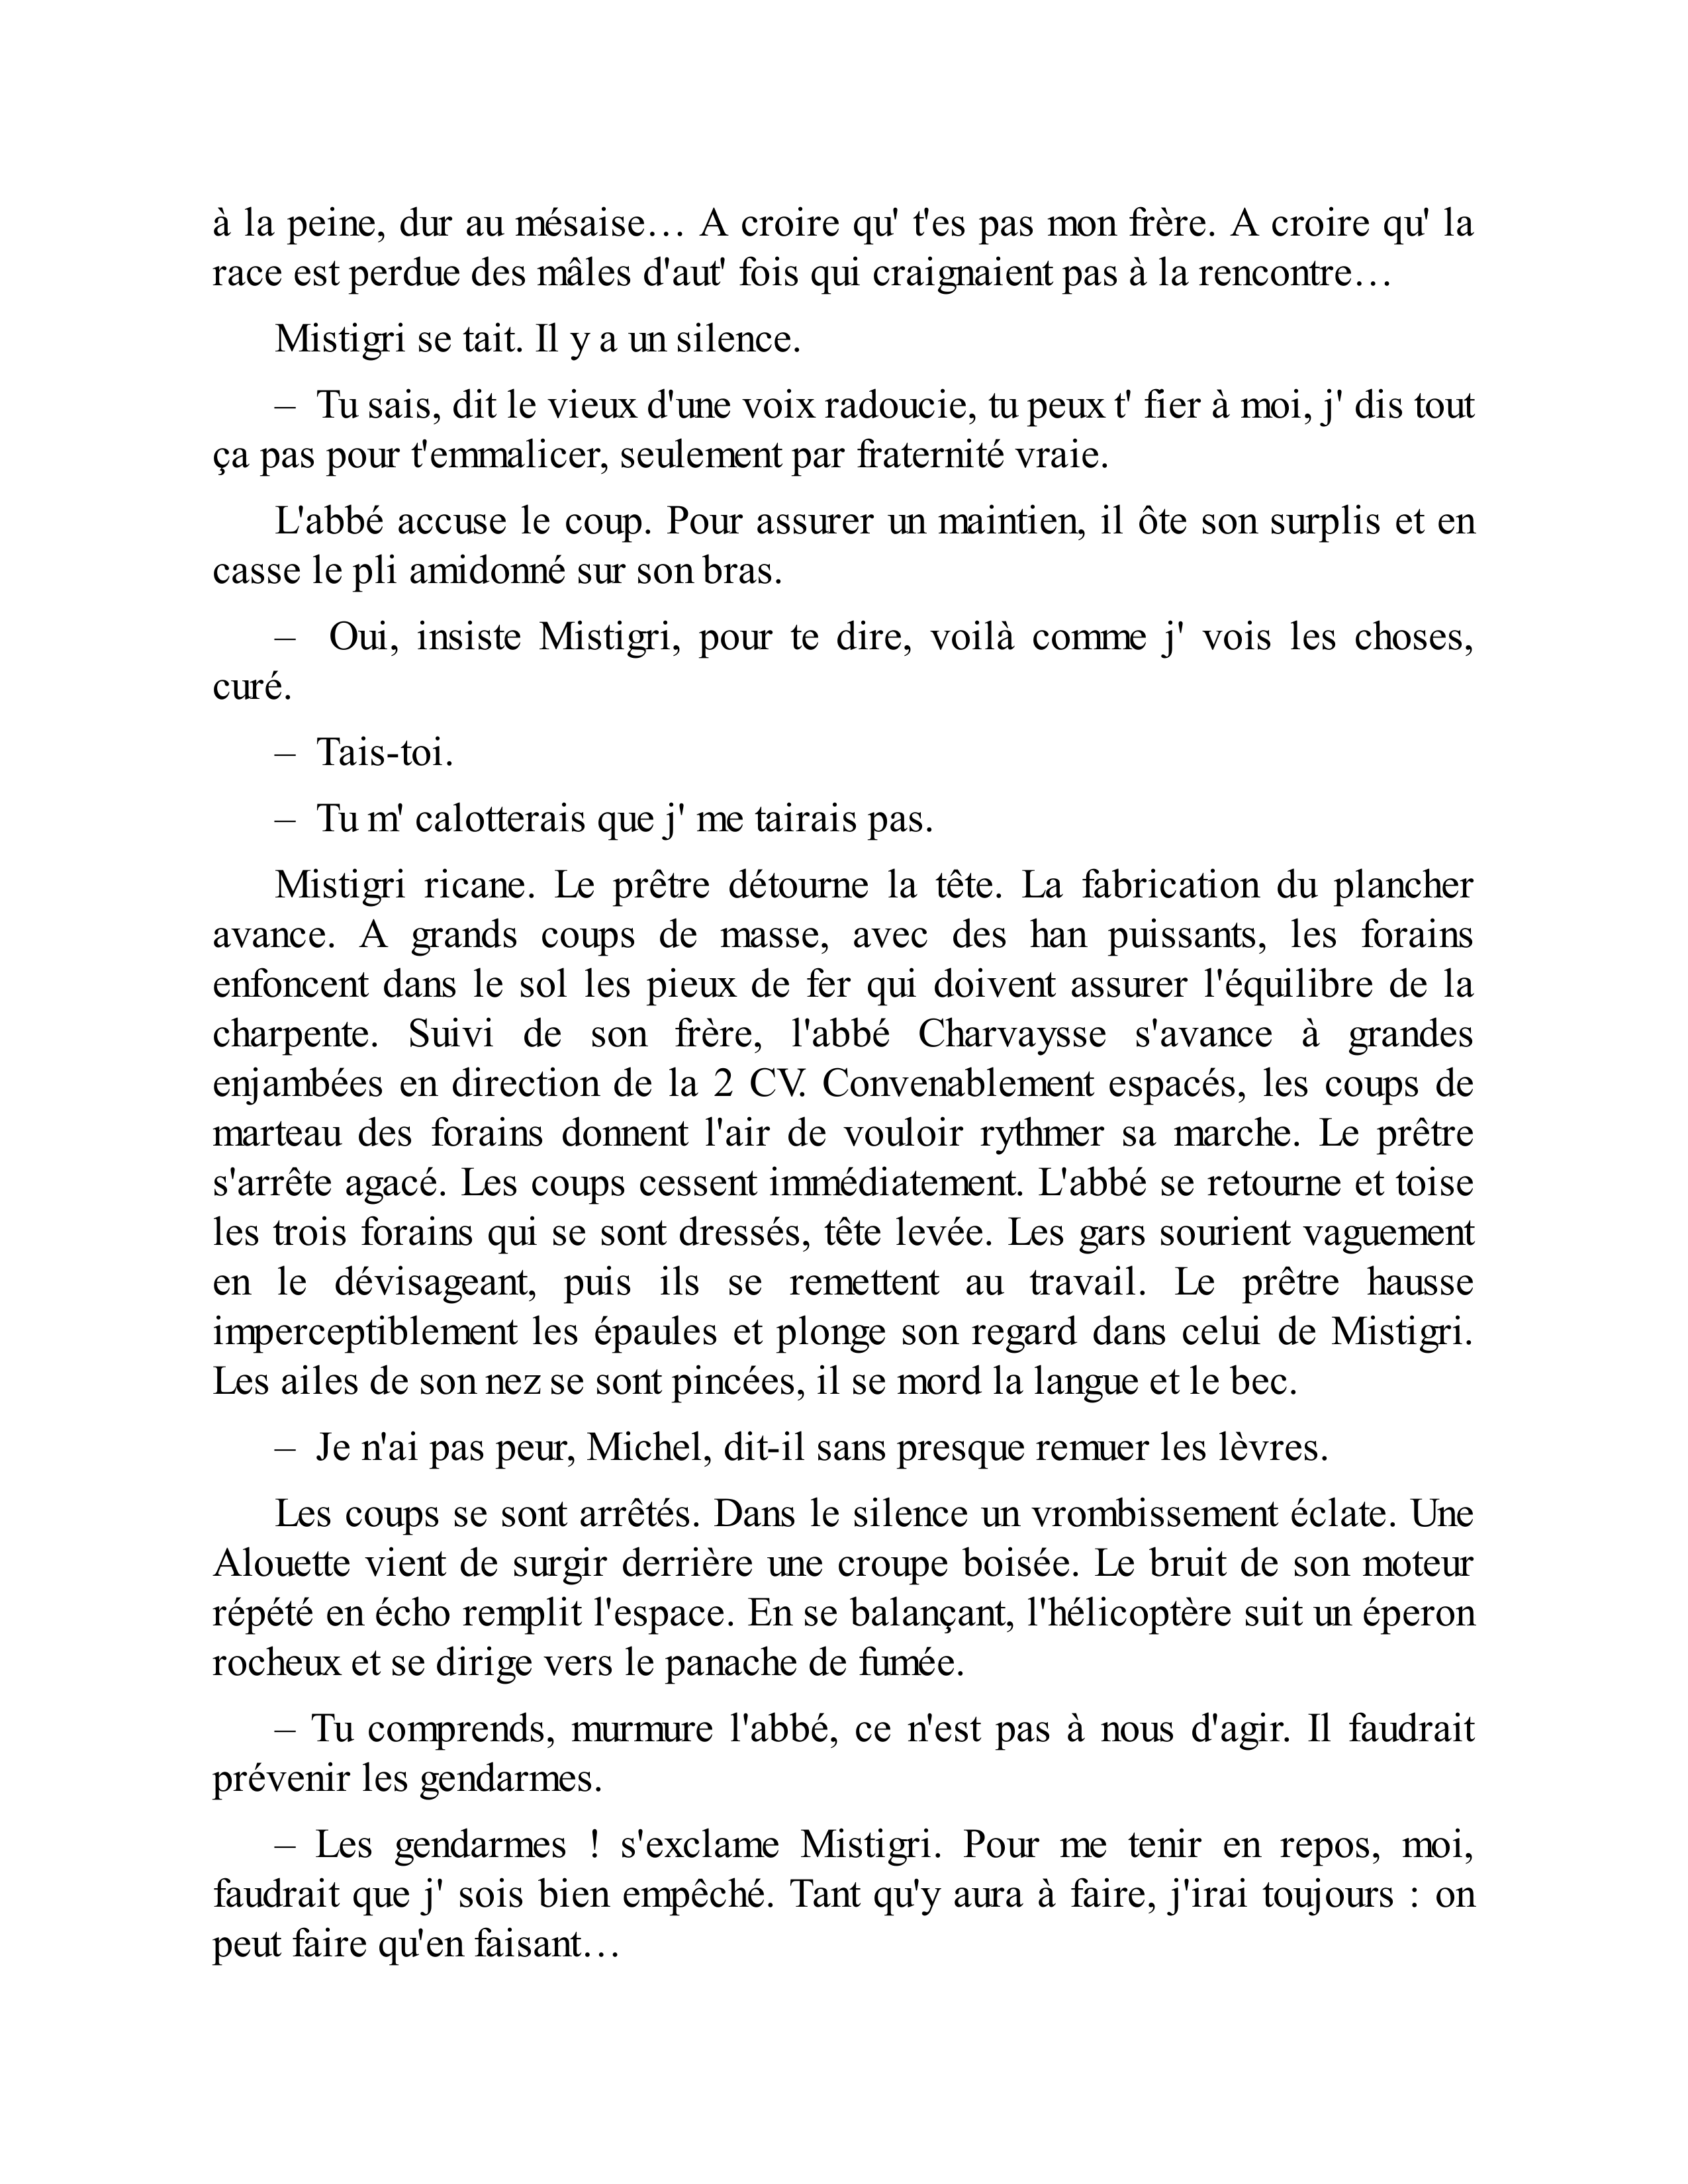 à la peine, dur au mésaise… A croire qu' t'es pas mon frère. A croire qu' la
race est perdue des mâles d'aut' fois qui craignaient pas à la rencontre…
Mistigri se tait. Il y a un silence.
– Tu sais, dit le vieux d'une voix radoucie, tu peux t' fier à moi, j' dis tout
ça pas pour t'emmalicer, seulement par fraternité vraie.
L'abbé accuse le coup. Pour assurer un maintien, il ôte son surplis et en
casse le pli amidonné sur son bras.
– Oui, insiste Mistigri, pour te dire, voilà comme j' vois les choses,
curé.
– Tais-toi.
– Tu m' calotterais que j' me tairais pas.
Mistigri ricane. Le prêtre détourne la tête. La fabrication du plancher
avance. A grands coups de masse, avec des han puissants, les forains
enfoncent dans le sol les pieux de fer qui doivent assurer l'équilibre de la
charpente. Suivi de son frère, l'abbé Charvaysse s'avance à grandes
enjambées en direction de la 2 CV. Convenablement espacés, les coups de
marteau des forains donnent l'air de vouloir rythmer sa marche. Le prêtre
s'arrête agacé. Les coups cessent immédiatement. L'abbé se retourne et toise
les trois forains qui se sont dressés, tête levée. Les gars sourient vaguement
en le dévisageant, puis ils se remettent au travail. Le prêtre hausse
imperceptiblement les épaules et plonge son regard dans celui de Mistigri.
Les ailes de son nez se sont pincées, il se mord la langue et le bec.
– Je n'ai pas peur, Michel, dit-il sans presque remuer les lèvres.
Les coups se sont arrêtés. Dans le silence un vrombissement éclate. Une
Alouette vient de surgir derrière une croupe boisée. Le bruit de son moteur
répété en écho remplit l'espace. En se balançant, l'hélicoptère suit un éperon
rocheux et se dirige vers le panache de fumée.
– Tu comprends, murmure l'abbé, ce n'est pas à nous d'agir. Il faudrait
prévenir les gendarmes.
– Les gendarmes ! s'exclame Mistigri. Pour me tenir en repos, moi,
faudrait que j' sois bien empêché. Tant qu'y aura à faire, j'irai toujours : on
peut faire qu'en faisant…